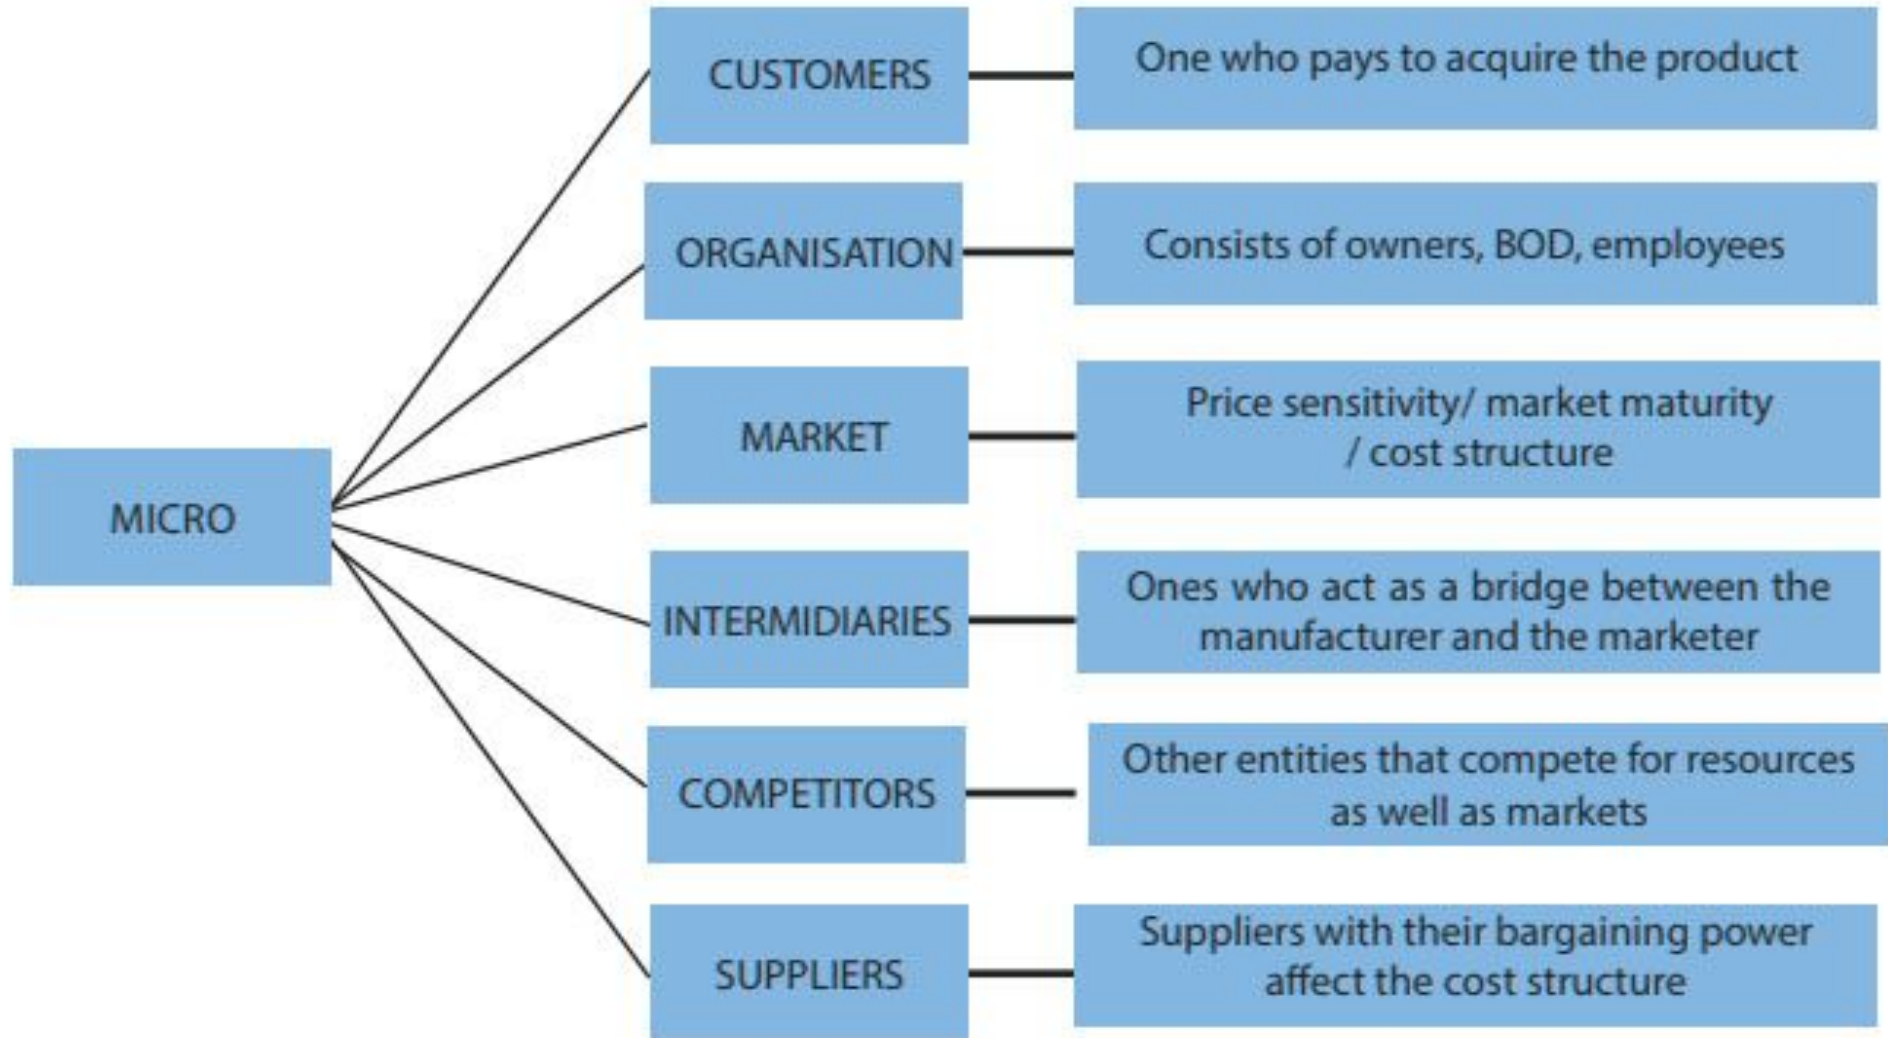 CUSTOMERS
One who pays to acquire the product
ORGANISATION
Consists of owners, BOD, employees
MARKET
Price sensitivity/ market maturity
/ cost structure
MICRO
INTERMIDIARIES
Ones who act as a bridge between the
manufacturer and the marketer
COMPETITORS
Other entities that compete for resources
as well as markets
SUPPLIERS
Suppliers with their bargaining power
affect the cost structure